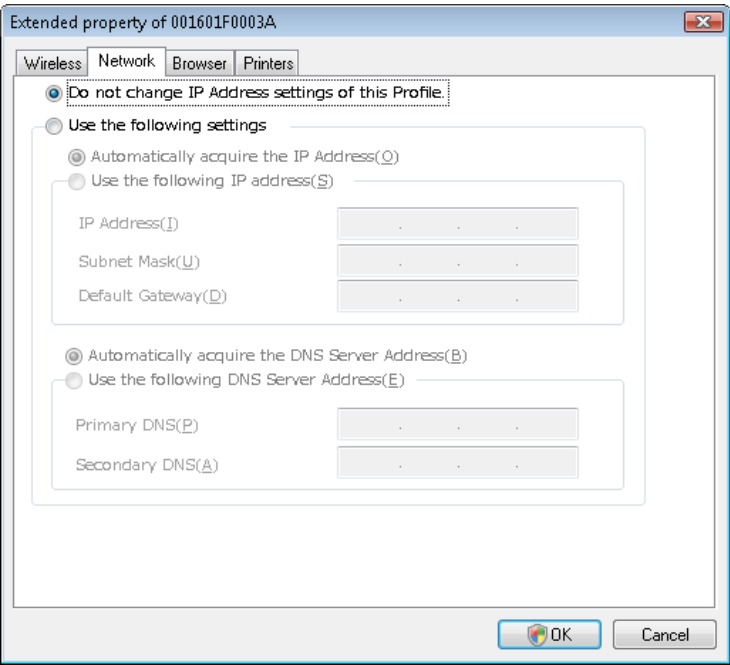 Extended property of 001601F0003A
Wireless Network Browser Printers
Do not change IP Address settings of this Profile.
Use the following settings
Automatically acquire the IP Address(O)
Use the following IP address(S)
IP Address(I)
Subnet Mask(U)
Default Gateway(D)
Automatically acquire the DNS Server Address(B)
Use the following DNS Server Address(E)
Primary DNS(P)
Secondary DNS(A)
OK Cancel